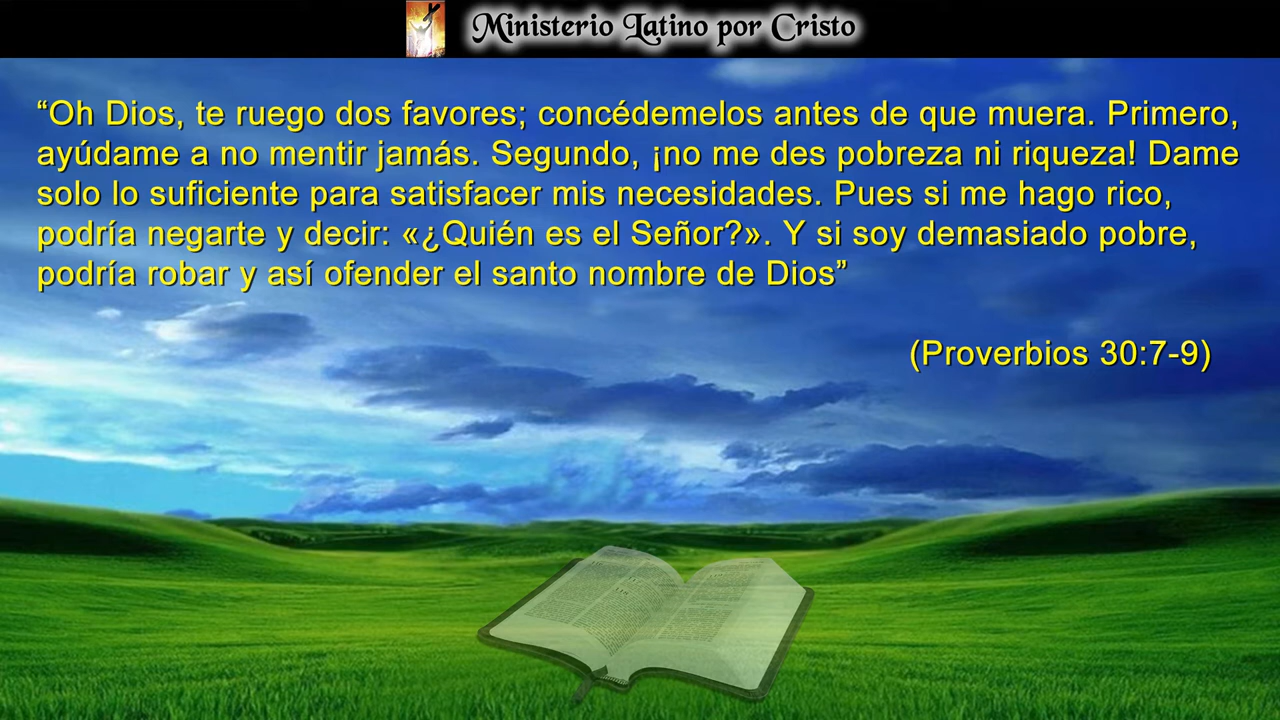 Ministerio Latino por Cristo
“Oh Dios, te ruego dos favores; concédemelos antes de que muera. Primero,
ayúdame a no mentir jamás. Segundo, ¡no me des pobreza ni riqueza! Dame
solo lo suficiente para satisfacer mis necesidades. Pues si me hago rico,
podría negarte y decir: «¿Quién es el Señor?». Y si soy demasiado pobre,
podría robar y así ofender el santo nombre de Dios”
(Proverbios 30:7-9)